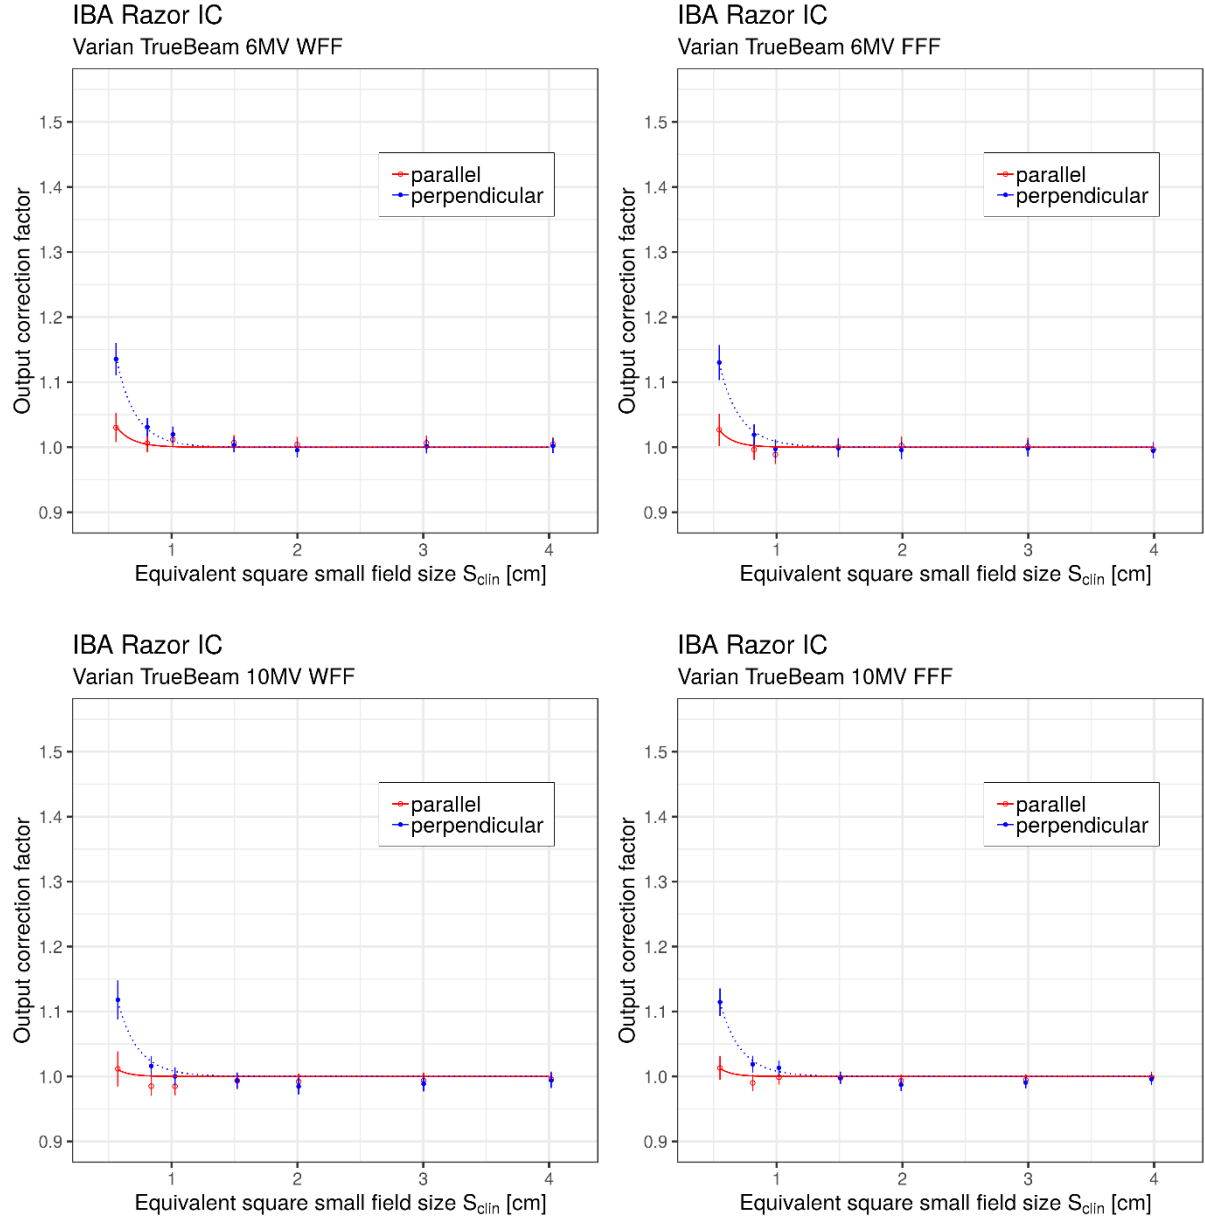 IBA Razor IC
Varian TrueBeam 6MV WFF
Output correction factor
1.5
1.4
1.3
1.2
1.1
1.0
0.9
parallel
perpendicular
1 2 3 4
Equivalent square small field size S_clin [cm]
IBA Razor IC
Varian TrueBeam 6MV FFF
Output correction factor
1.5
1.4
1.3
1.2
1.1
1.0
0.9
parallel
perpendicular
1 2 3 4
Equivalent square small field size S_clin [cm]
IBA Razor IC
Varian TrueBeam 10MV WFF
Output correction factor
1.5
1.4
1.3
1.2
1.1
1.0
0.9
parallel
perpendicular
1 2 3 4
Equivalent square small field size S_clin [cm]
IBA Razor IC
Varian TrueBeam 10MV FFF
Output correction factor
1.5
1.4
1.3
1.2
1.1
1.0
0.9
parallel
perpendicular
1 2 3 4
Equivalent square small field size S_clin [cm]